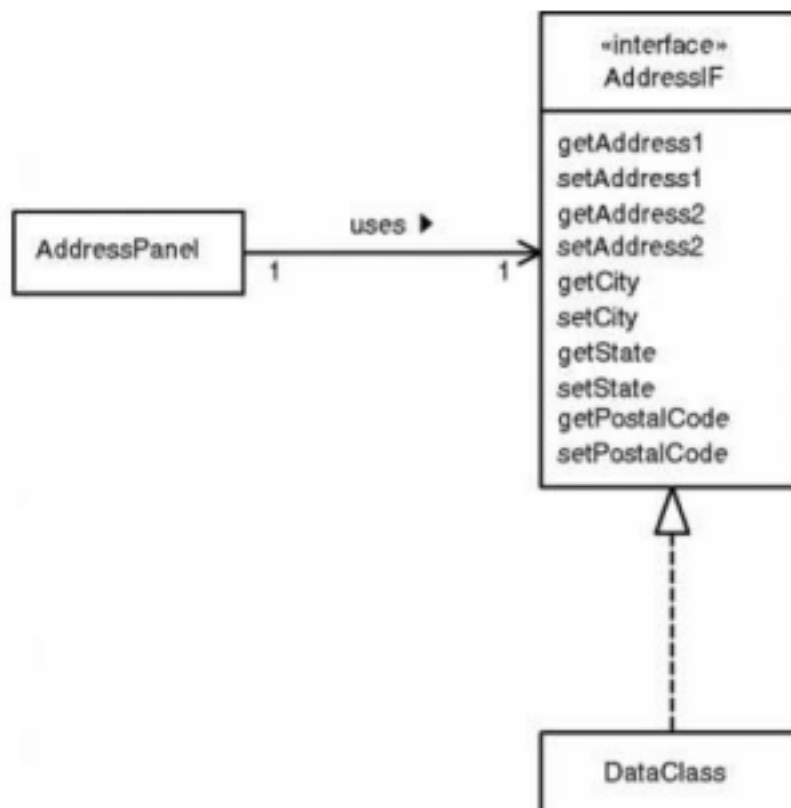 «interface»
AddressIF
getAddress1
setAddress1
getAddress2
setAddress2
getCity
setCity
getState
setState
getPostalCode
setPostalCode
AddressPanel
uses ▶
1
1
DataClass